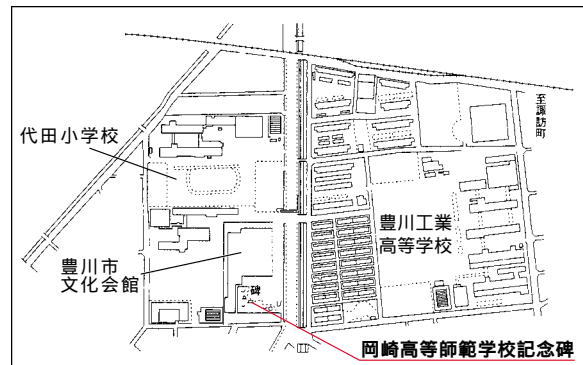 代田小学校
至諏訪町
豊川工業
高等学校
豊川市
文化会館
碑
岡崎高等師範学校記念碑